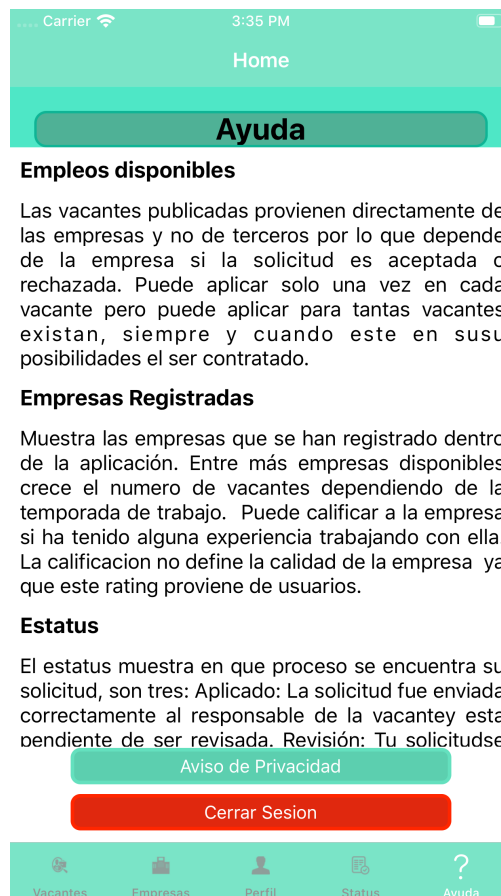 Carrier 3:35 PM
Home
Ayuda
Empleos disponibles
Las vacantes publicadas provienen directamente de
las empresas y no de terceros por lo que depende
de la empresa si la solicitud es aceptada o
rechazada. Puede aplicar solo una vez en cada
vacante pero puede aplicar para tantas vacantes
existan, siempre y cuando este en susu
posibilidades el ser contratado.
Empresas Registradas
Muestra las empresas que se han registrado dentro
de la aplicación. Entre más empresas disponibles
crece el numero de vacantes dependiendo de la
temporada de trabajo. Puede calificar a la empresa
si ha tenido alguna experiencia trabajando con ella
La calificacion no define la calidad de la empresa ya
que este rating proviene de usuarios.
Estatus
El estatus muestra en que proceso se encuentra su
solicitud, son tres: Aplicado: La solicitud fue enviada
correctamente al responsable de la vacantey esta
pendiente de ser revisada. Revisión: Tu solicitudse
Aviso de Privacidad
Cerrar Sesion
Vacantes Empresas Perfil Status Ayuda